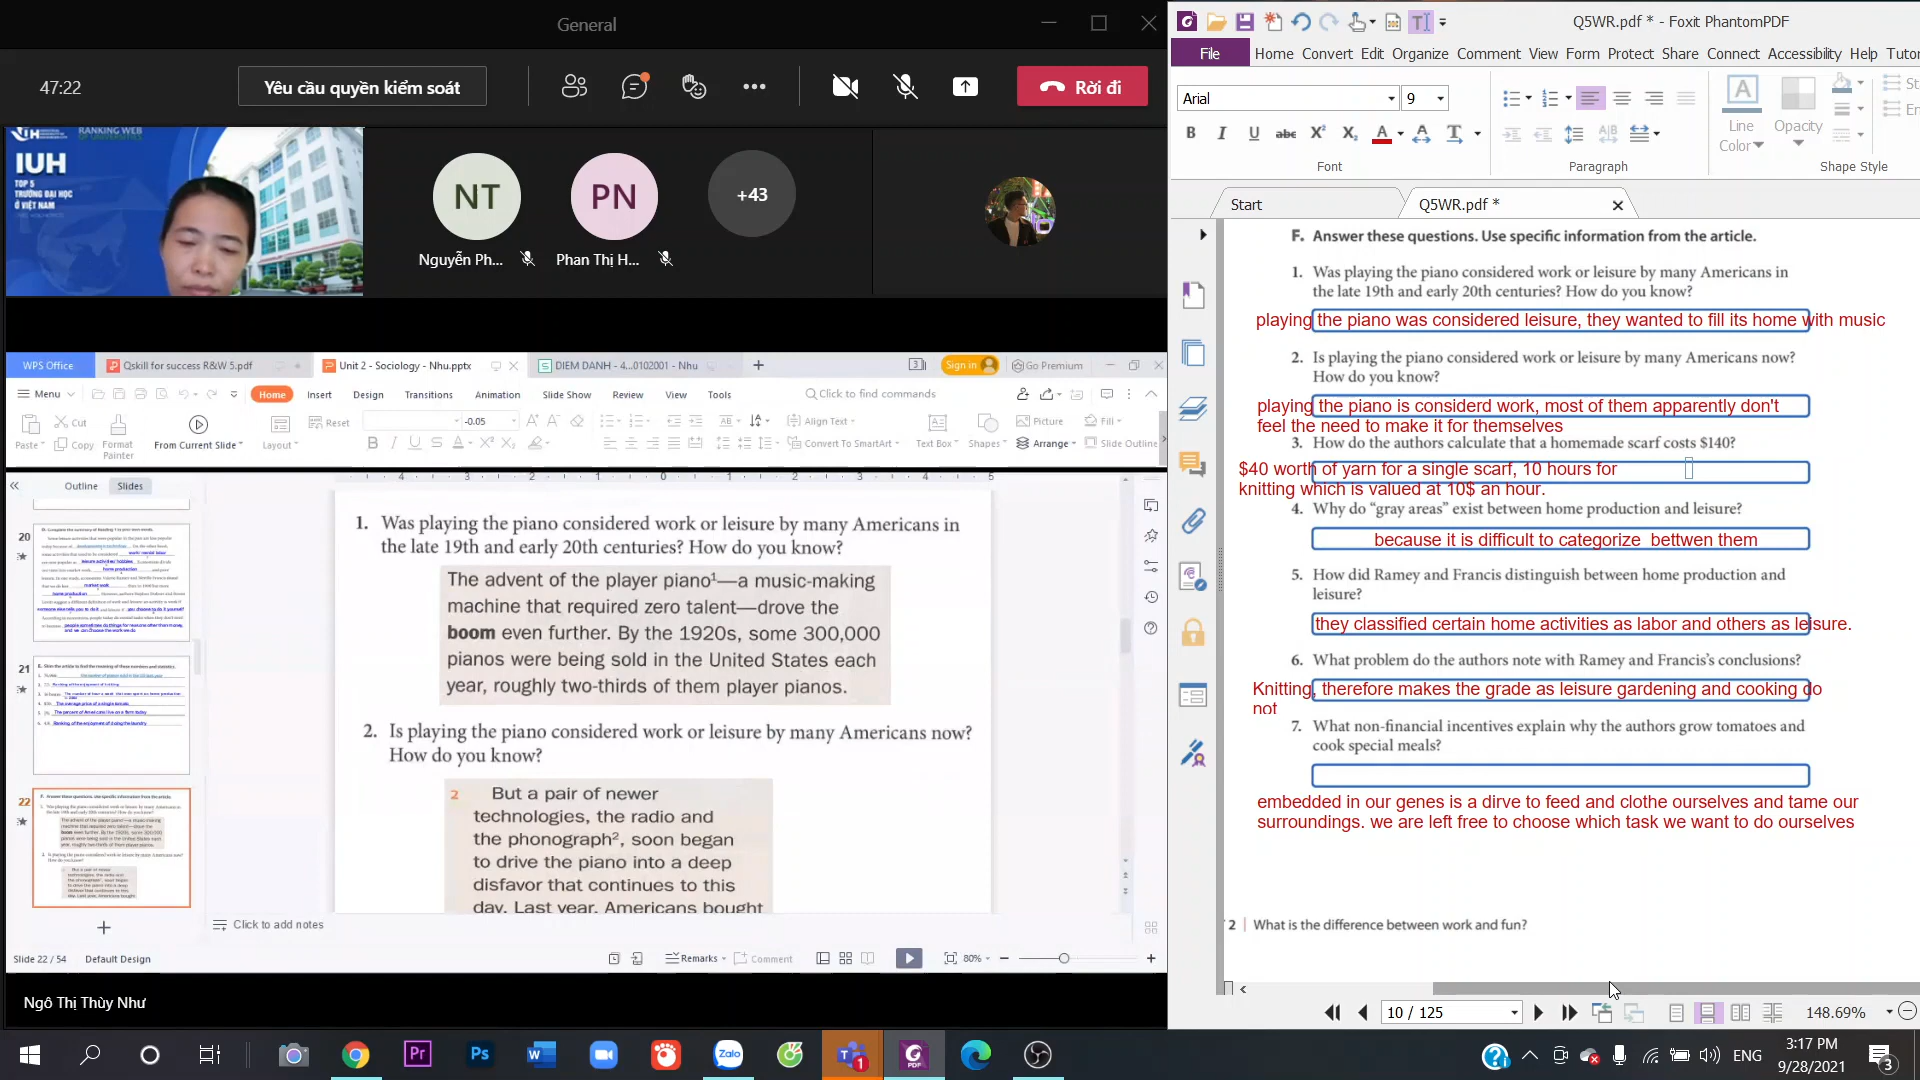 General
47:22
Yêu cầu quyền kiểm soát
Rời đi
IUH
RANKING WEB
IUH
TOP 5
TRƯỜNG ĐẠI HỌC
Ở VIỆT NAM
NT
PN
+43
Nguyễn Ph...
Phan Thị H...
WPS Office
Qskill for success R&W 5.pdf
Unit 2 - Sociology - Nhu.pptx
DIEM DANH - 4....0102001 - Nhu
Sign in
Go Premium
Menu
Home
Insert
Design
Transitions
Animation
Slide Show
Review
View
Tools
Click to find commands
Paste
Cut
Copy
Format
Painter
From Current Slide
Layout
Reset
-0.05
Align Text
Convert To SmartArt
Text Box
Shapes
Picture
Arrange
Fill
Slide Outline
Outline
Slides
4 3 2 1 0 1 2 3 4 5
20
21
22
1. Was playing the piano considered work or leisure by many Americans in
the late 19th and early 20th centuries? How do you know?
The advent of the player piano¹—a music-making
machine that required zero talent—drove the
boom even further. By the 1920s, some 300,000
pianos were being sold in the United States each
year, roughly two-thirds of them player pianos.
2. Is playing the piano considered work or leisure by many Americans now?
How do you know?
2 But a pair of newer
technologies, the radio and
the phonograph², soon began
to drive the piano into a deep
disfavor that continues to this
day. Last year, Americans bought
Click to add notes
Slide 22 / 54
Default Design
Remarks
Comment
80%
Ngô Thị Thùy Như
Q5WR.pdf * - Foxit PhantomPDF
File
Home
Convert
Edit
Organize
Comment
View
Form
Protect
Share
Connect
Accessibility
Help
Tutor
Arial
9
Line
Color
Opacity
Font
Paragraph
Shape Style
Start
Q5WR.pdf *
F. Answer these questions. Use specific information from the article.
1. Was playing the piano considered work or leisure by many Americans in
the late 19th and early 20th centuries? How do you know?
playing the piano was considered leisure, they wanted to fill its home with music
2. Is playing the piano considered work or leisure by many Americans now?
How do you know?
playing the piano is considerd work, most of them apparently don't
feel the need to make it for themselves
3. How do the authors calculate that a homemade scarf costs $140?
$40 worth of yarn for a single scarf, 10 hours for
knitting which is valued at 10$ an hour.
4. Why do “gray areas” exist between home production and leisure?
because it is difficult to categorize bettwen them
5. How did Ramey and Francis distinguish between home production and
leisure?
they classified certain home activities as labor and others as leisure.
6. What problem do the authors note with Ramey and Francis’s conclusions?
Knitting, therefore makes the grade as leisure gardening and cooking do
not
7. What non-financial incentives explain why the authors grow tomatoes and
cook special meals?
embedded in our genes is a dirve to feed and clothe ourselves and tame our
surroundings. we are left free to choose which task we want to do ourselves
2 | What is the difference between work and fun?
10 / 125
148.69%
ENG
3:17 PM
9/28/2021
3